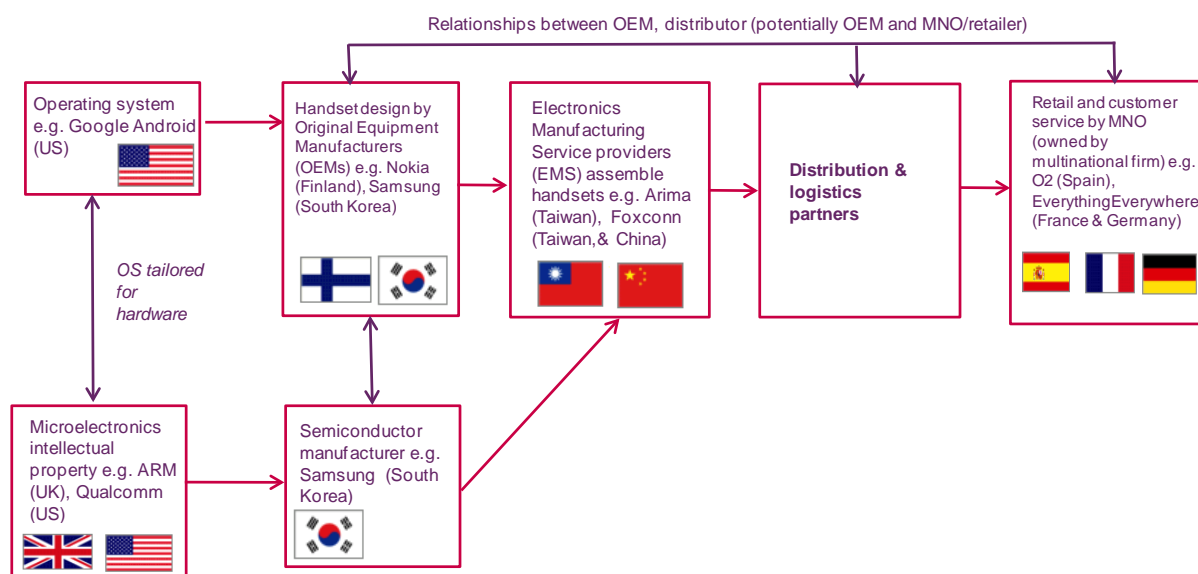 Relationships between OEM, distributor (potentially OEM and MNO/retailer)
Operating system
e.g. Google Android
(US)
Handset design by
Original Equipment
Manufacturers
(OEMs) e.g. Nokia
(Finland), Samsung
(South Korea)
Electronics
Manufacturing
Service providers
(EMS) assemble
handsets e.g. Arima
(Taiwan), Foxconn
(Taiwan,& China)
Distribution &
logistics
partners
Retail and customer
service by MNO
(owned by
multinational firm) e.g.
O2 (Spain),
EverythingEverywhere
(France & Germany)
OS tailored
for
hardware
Microelectronics
intellectual
property e.g. ARM
(UK), Qualcomm
(US)
Semiconductor
manufacturer e.g.
Samsung (South
Korea)